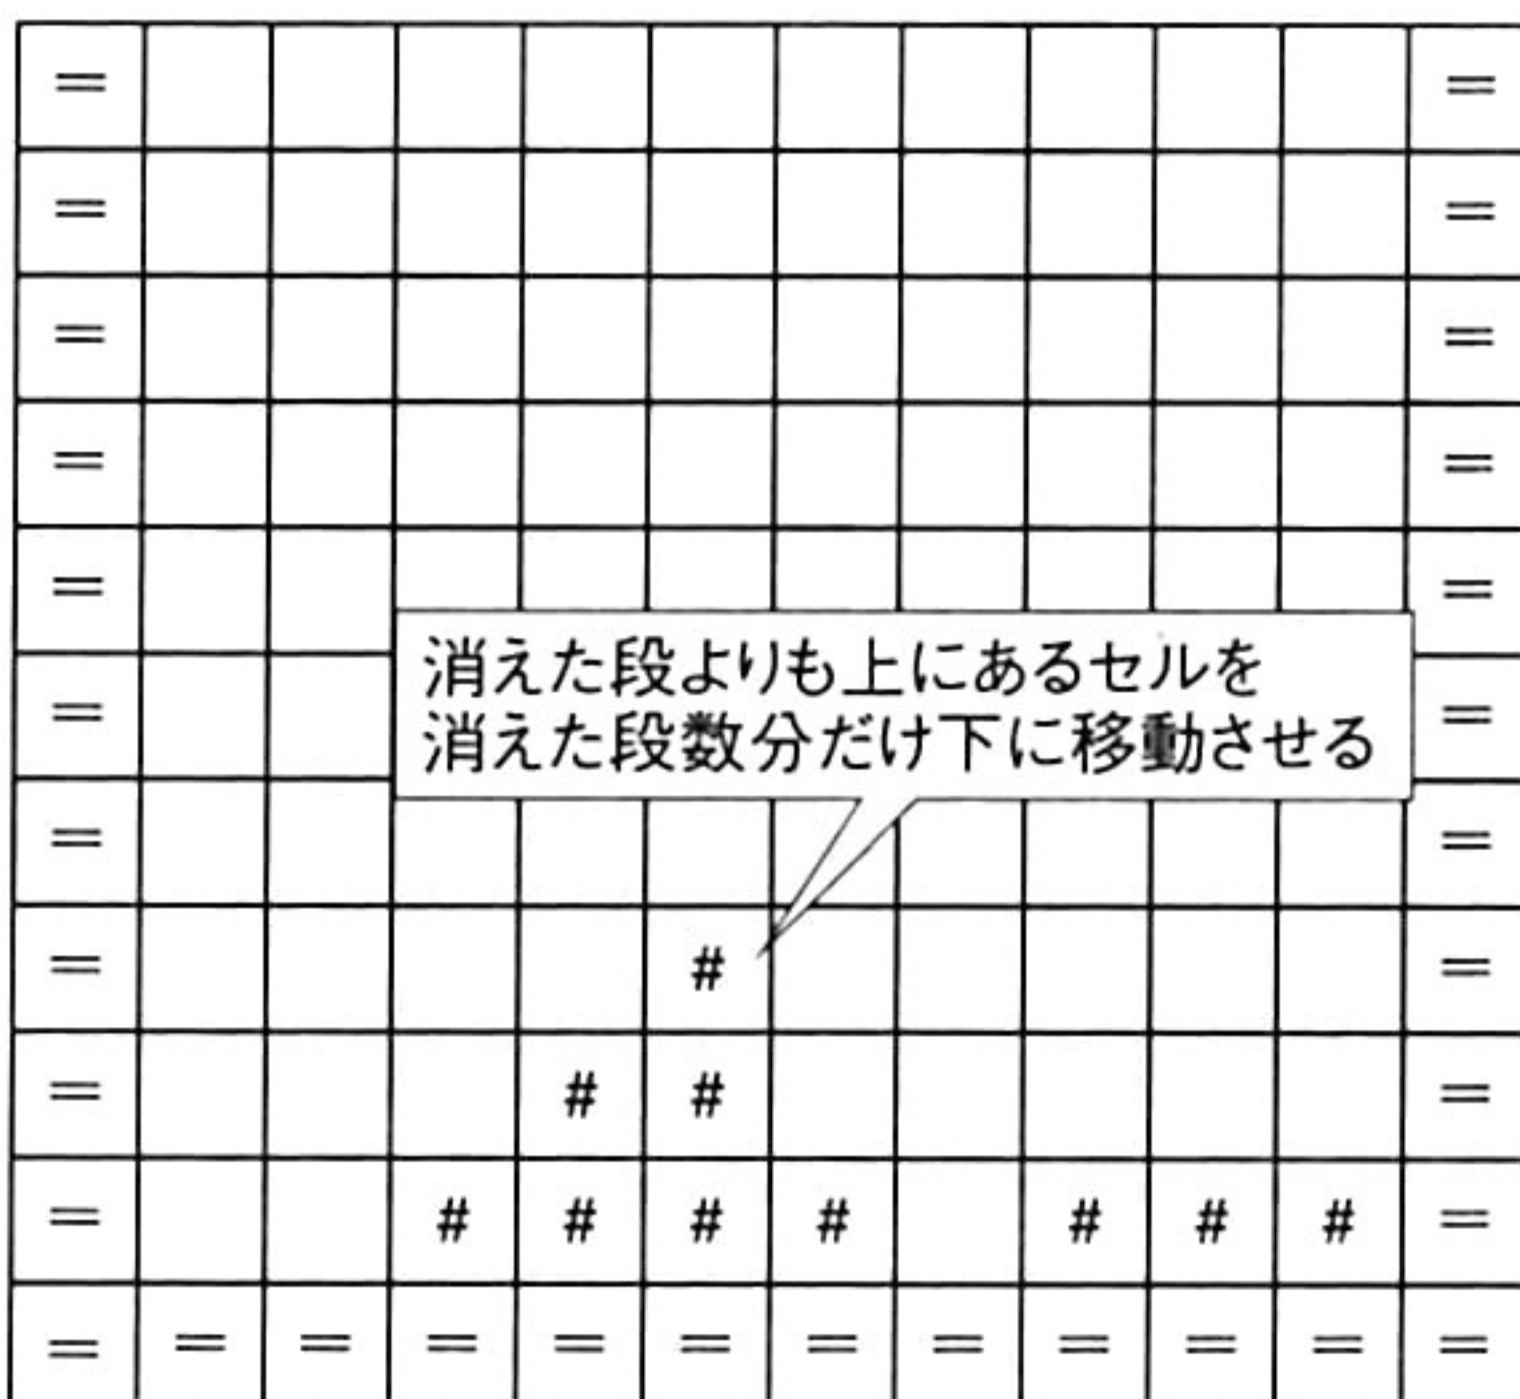 = =
= =
= =
= =
= =
消えた段よりも上にあるセルを
消えた段数分だけ下に移動させる
= =
= =
= # =
= # # =
= # # # # # # # =
= = = = = = = = = = = =